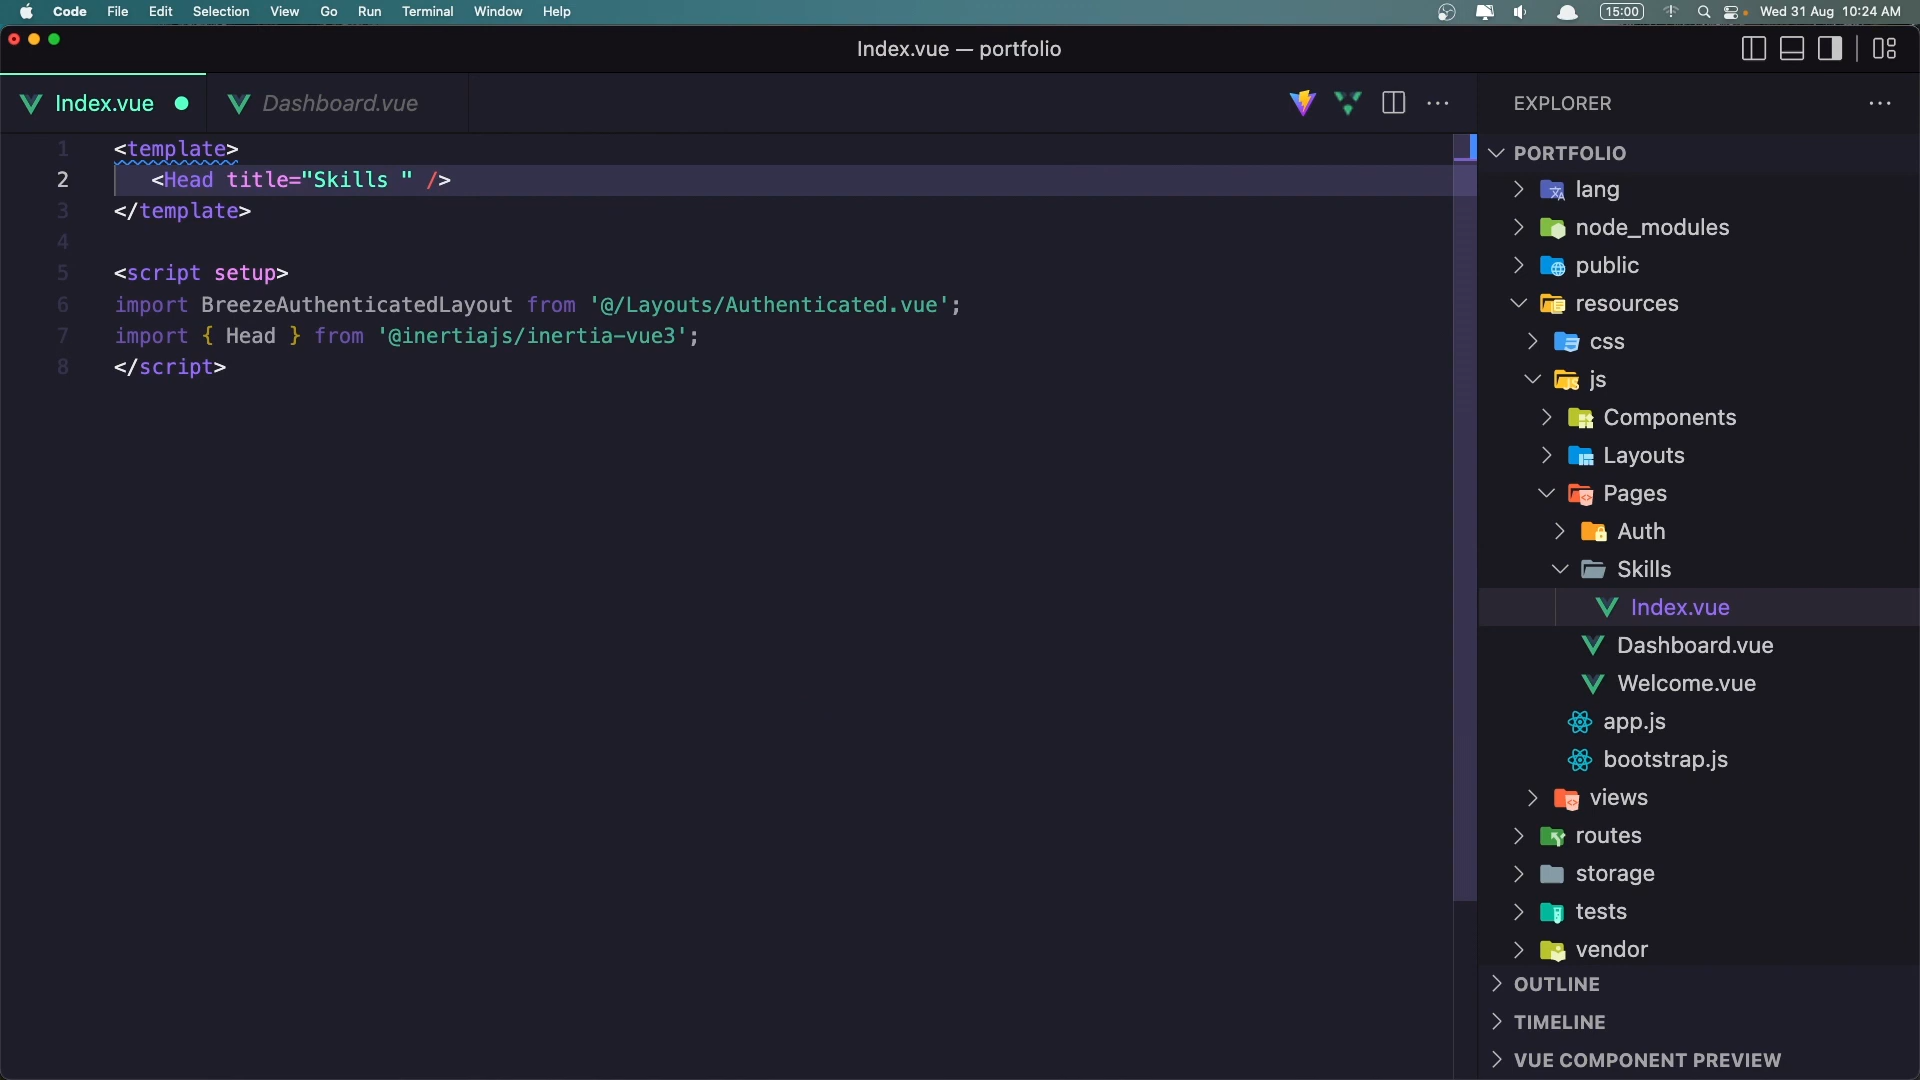 Code File Edit Selection View Go Run Terminal Window Help 15:00 Wed 31 Aug 10:24 AM
Index.vue — portfolio
Index.vue Dashboard.vue
EXPLORER
1 <template>
2 <Head title="Skills " />
3 </template>
4
5 <script setup>
6 import BreezeAuthenticatedLayout from '@/Layouts/Authenticated.vue';
7 import { Head } from '@inertiajs/inertia-vue3';
8 </script>
PORTFOLIO
lang
node_modules
public
resources
css
js
Components
Layouts
Pages
Auth
Skills
Index.vue
Dashboard.vue
Welcome.vue
app.js
bootstrap.js
views
routes
storage
tests
vendor
OUTLINE
TIMELINE
VUE COMPONENT PREVIEW